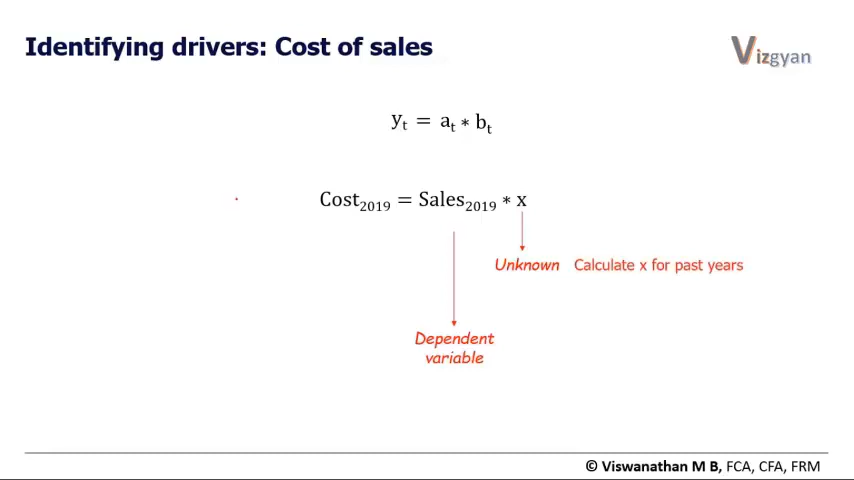 Identifying drivers: Cost of sales
Vizgyan
yₜ = aₜ * bₜ
Cost₂₀₁₉ = Sales₂₀₁₉ * x
Unknown Calculate x for past years
Dependent
variable
© Viswanathan M B, FCA, CFA, FRM